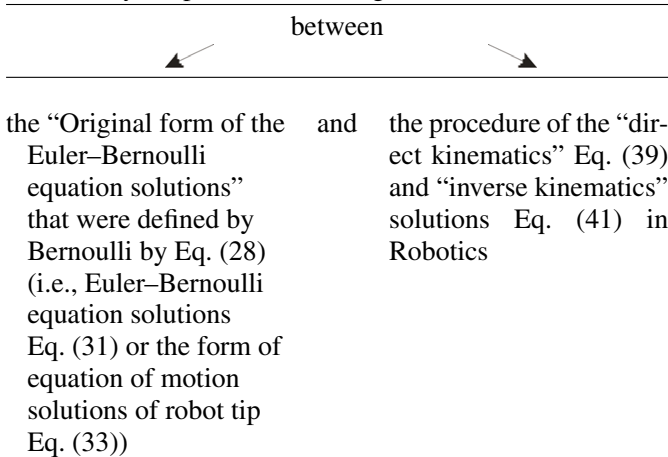 between
the “Original form of the
Euler–Bernoulli
equation solutions”
that were defined by
Bernoulli by Eq. (28)
(i.e., Euler–Bernoulli
equation solutions
Eq. (31) or the form of
equation of motion
solutions of robot tip
Eq. (33))
and
the procedure of the “dir-
ect kinematics” Eq. (39)
and “inverse kinematics”
solutions Eq. (41) in
Robotics